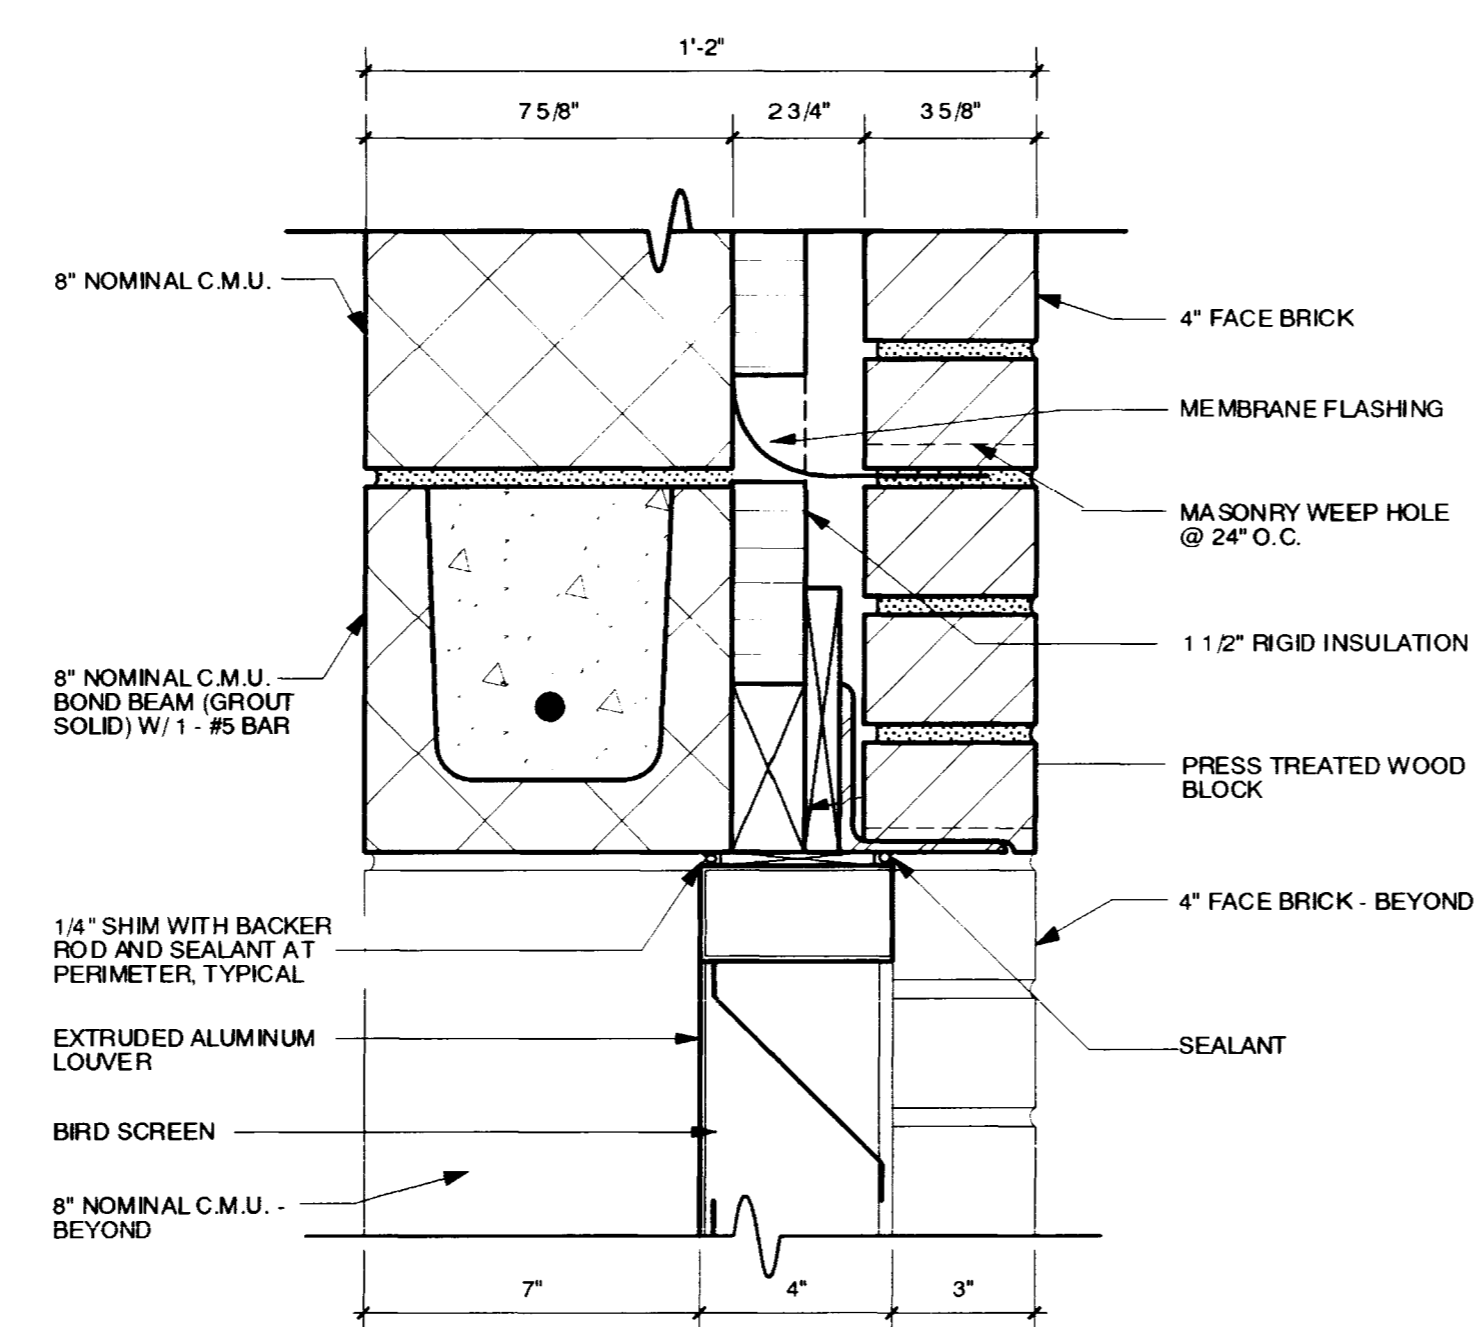 1'-2"
7 5/8"
2 3/4"
3 5/8"
8" NOMINAL C.M.U.
4" FACE BRICK
MEMBRANE FLASHING
MASONRY WEEP HOLE
@ 24" O.C.
1 1/2" RIGID INSULATION
8" NOMINAL C.M.U.
BOND BEAM (GROUT
SOLID) W/ 1 - #5 BAR
PRESS TREATED WOOD
BLOCK
4" FACE BRICK - BEYOND
1/4" SHIM WITH BACKER
ROD AND SEALANT AT
PERIMETER, TYPICAL
EXTRUDED ALUMINUM
LOUVER
SEALANT
BIRD SCREEN
8" NOMINAL C.M.U. -
BEYOND
7"
4"
3"